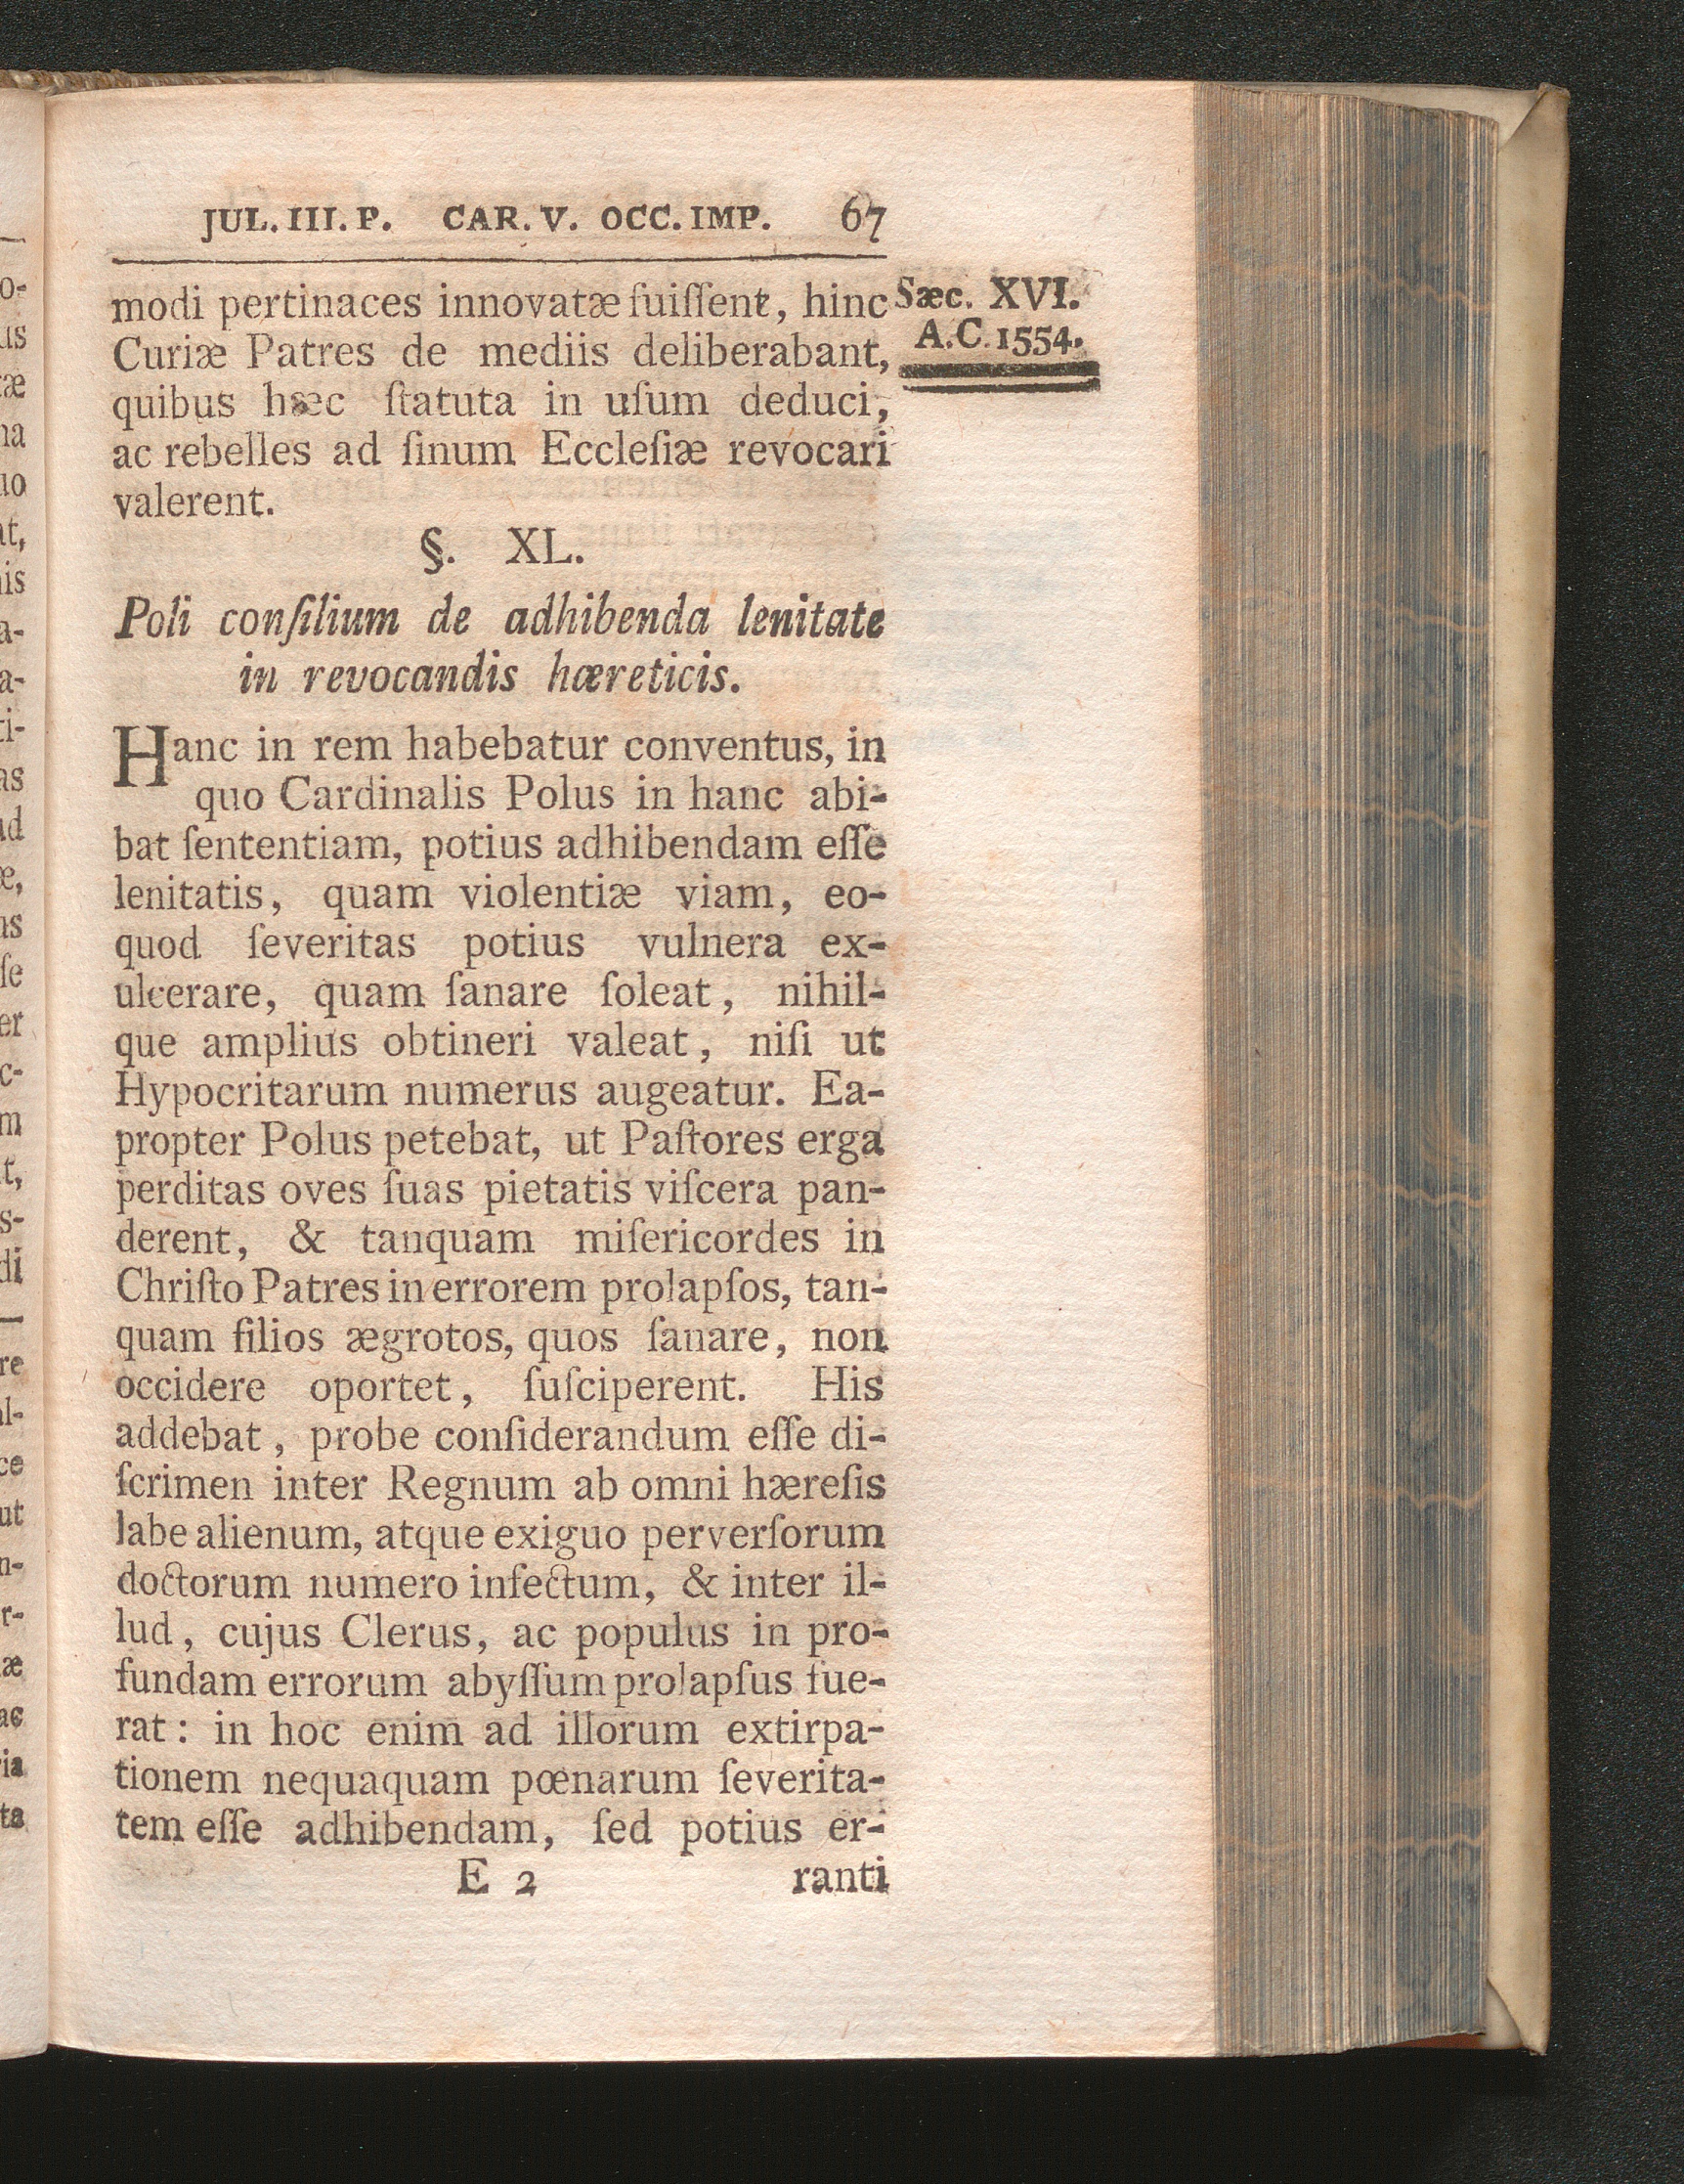 JUL. III. P. CAR. V. OCC. IMP. 67
Sæc. XVI.
A.C. 1554.
modi pertinaces innovatæ fuiſſent, hinc
Curiæ Patres de mediis deliberabant,
quibus hæc ſtatuta in uſum deduci,
ac rebelles ad ſinum Eccleſiæ revocari
valerent.
§. XL.
Poli conſilium de adhibenda lenitate
in revocandis hæreticis.
Hanc in rem habebatur conventus, in
quo Cardinalis Polus in hanc abi-
bat ſententiam, potius adhibendam eſſe
lenitatis, quam violentiæ viam, eo-
quod ſeveritas potius vulnera ex-
ulcerare, quam ſanare ſoleat, nihil-
que amplius obtineri valeat, niſi ut
Hypocritarum numerus augeatur. Ea-
propter Polus petebat, ut Paſtores erga
perditas oves ſuas pietatis viſcera pan-
derent, & tanquam miſericordes in
Chriſto Patres in errorem prolapſos, tan-
quam filios ægrotos, quos ſanare, non
occidere oportet, ſuſciperent. His
addebat, probe conſiderandum eſſe di-
ſcrimen inter Regnum ab omni hæreſis
labe alienum, atque exiguo perverſorum
doctorum numero infectum, & inter il-
lud, cujus Clerus, ac populus in pro-
fundam errorum abyſſum prolapſus fue-
rat: in hoc enim ad illorum extirpa-
tionem nequaquam pœnarum ſeverita-
tem eſſe adhibendam, ſed potius er-
E 2 ranti